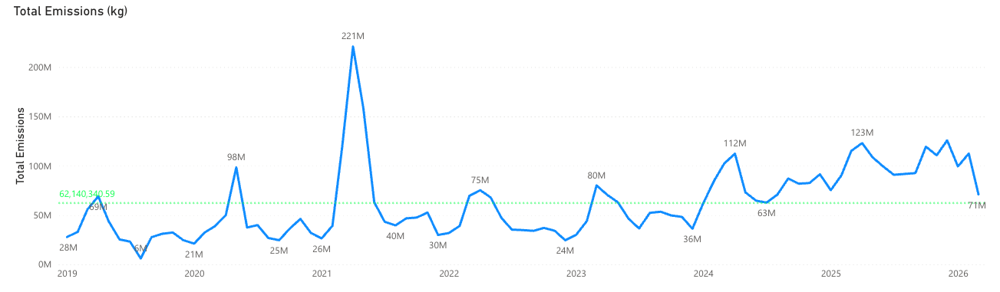 Total Emissions (kg)
Total Emissions
200M
150M
100M
50M
0M
62,140,340.59
28M
69M
6M
21M
98M
25M
26M
221M
40M
30M
75M
24M
80M
36M
112M
63M
123M
71M
2019
2020
2021
2022
2023
2024
2025
2026